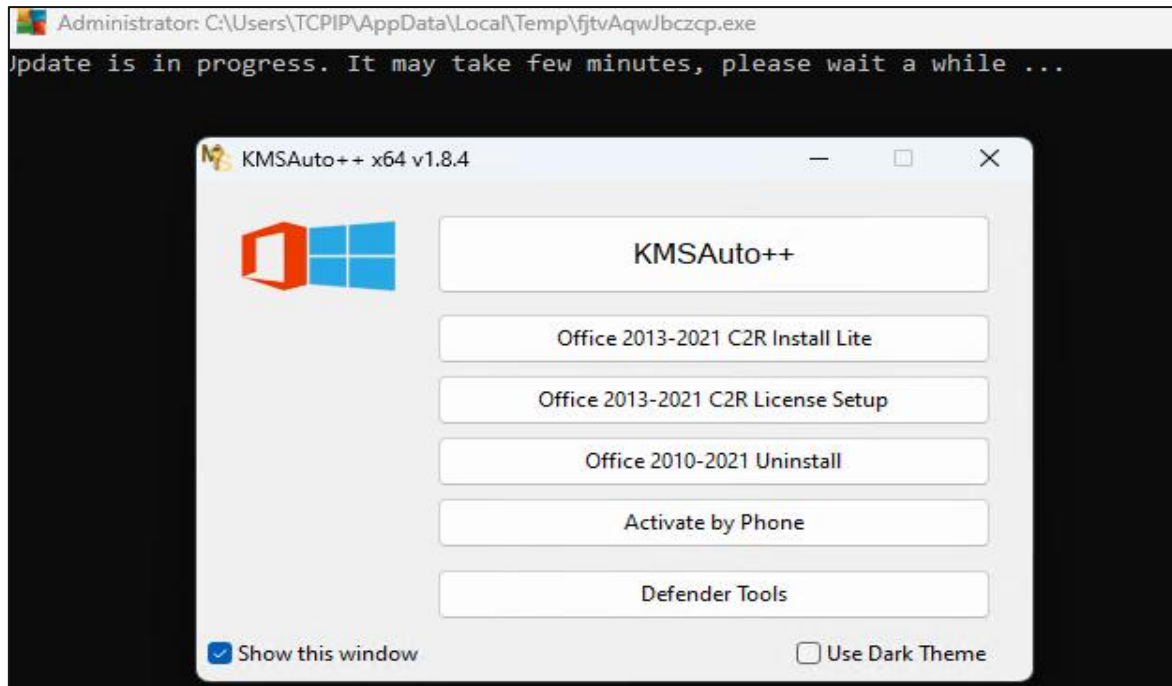 Administrator: C:\Users\TCPIP\AppData\Local\Temp\fjtvAqwJbczcp.exe
Update is in progress. It may take few minutes, please wait a while ...
KMSAuto++ x64 v1.8.4
KMSAuto++
Office 2013-2021 C2R Install Lite
Office 2013-2021 C2R License Setup
Office 2010-2021 Uninstall
Activate by Phone
Defender Tools
Show this window
Use Dark Theme